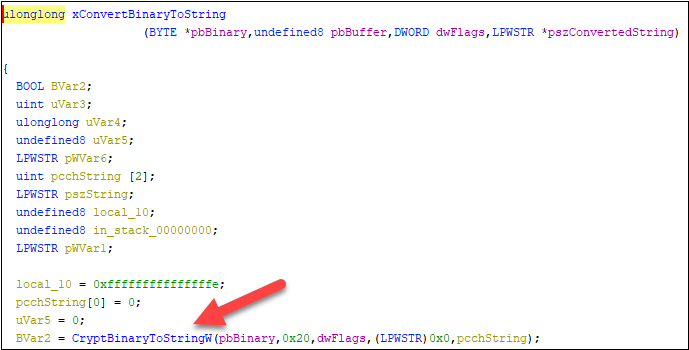 ulonglong xConvertBinaryToString
(BYTE *pbBinary,undefined8 pbBuffer,DWORD dwFlags,LPWSTR *pszConvertedString)
{
BOOL BVar2;
uint uVar3;
ulonglong uVar4;
undefined8 uVar5;
LPWSTR pWVar6;
uint pcchString [2];
LPWSTR pszString;
undefined8 local_10;
undefined8 in_stack_00000000;
LPWSTR pWVar1;
local_10 = 0xfffffffffffffffe;
pcchString[0] = 0;
uVar5 = 0;
BVar2 = CryptBinaryToStringW(pbBinary,0x20,dwFlags,(LPWSTR)0x0,pcchString);